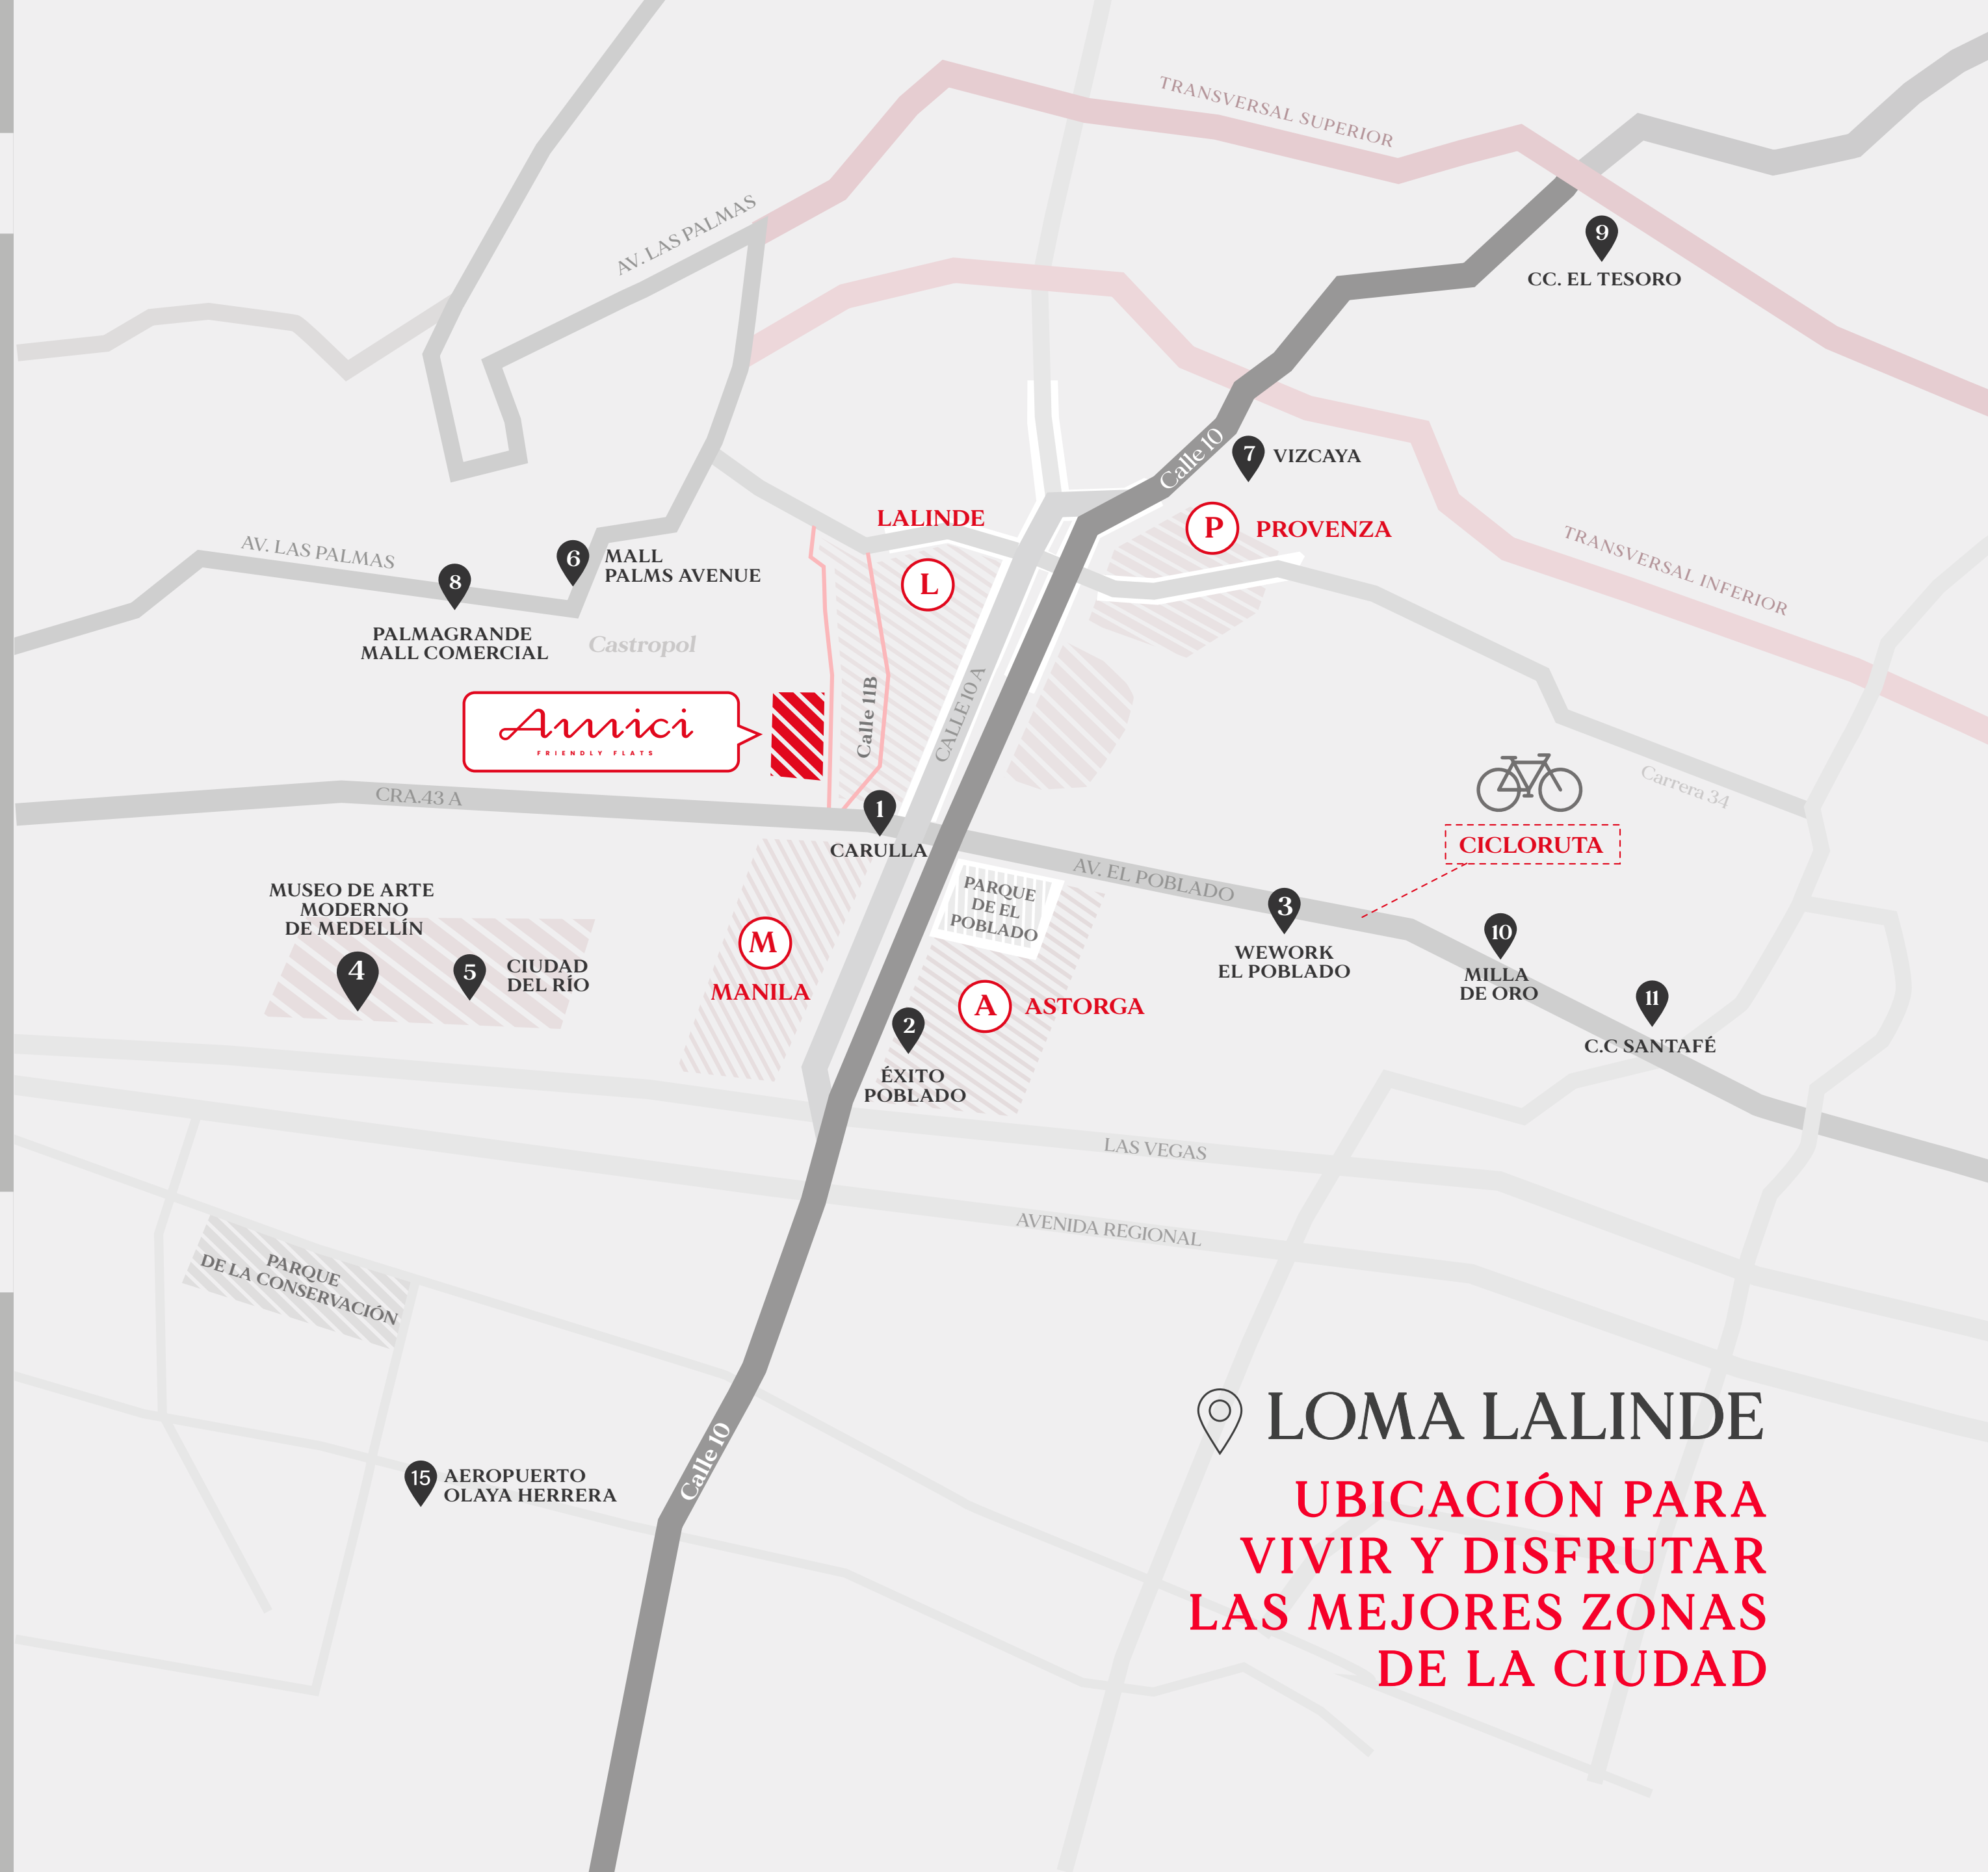 TRANSVERSAL SUPERIOR
AV. LAS PALMAS
9
CC. EL TESORO
Calle 10
7
VIZCAYA
LALINDE
P
PROVENZA
AV. LAS PALMAS
6
MALL
PALMS AVENUE
8
L
TRANSVERSAL INFERIOR
PALMAGRANDE
MALL COMERCIAL
Castropol
Amici
FRIENDLY FLATS
Calle 11B
CALLE 10 A
Carrera 34
CRA.43 A
1
CARULLA
CICLORUTA
AV. EL POBLADO
PARQUE
DE EL
POBLADO
3
WEWORK
EL POBLADO
10
MILLA
DE ORO
11
C.C SANTAFÉ
MUSEO DE ARTE
MODERNO
DE MEDELLÍN
4
5
CIUDAD
DEL RÍO
M
MANILA
A
ASTORGA
2
ÉXITO
POBLADO
LAS VEGAS
AVENIDA REGIONAL
PARQUE
DE LA CONSERVACIÓN
Calle 10
15
AEROPUERTO
OLAYA HERRERA
LOMA LALINDE
UBICACIÓN PARA
VIVIR Y DISFRUTAR
LAS MEJORES ZONAS
DE LA CIUDAD